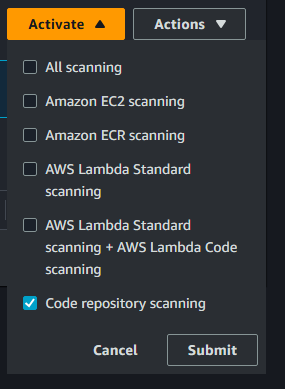 Activate Actions
All scanning
Amazon EC2 scanning
Amazon ECR scanning
AWS Lambda Standard
scanning
AWS Lambda Standard
scanning + AWS Lambda Code
scanning
Code repository scanning
Cancel Submit